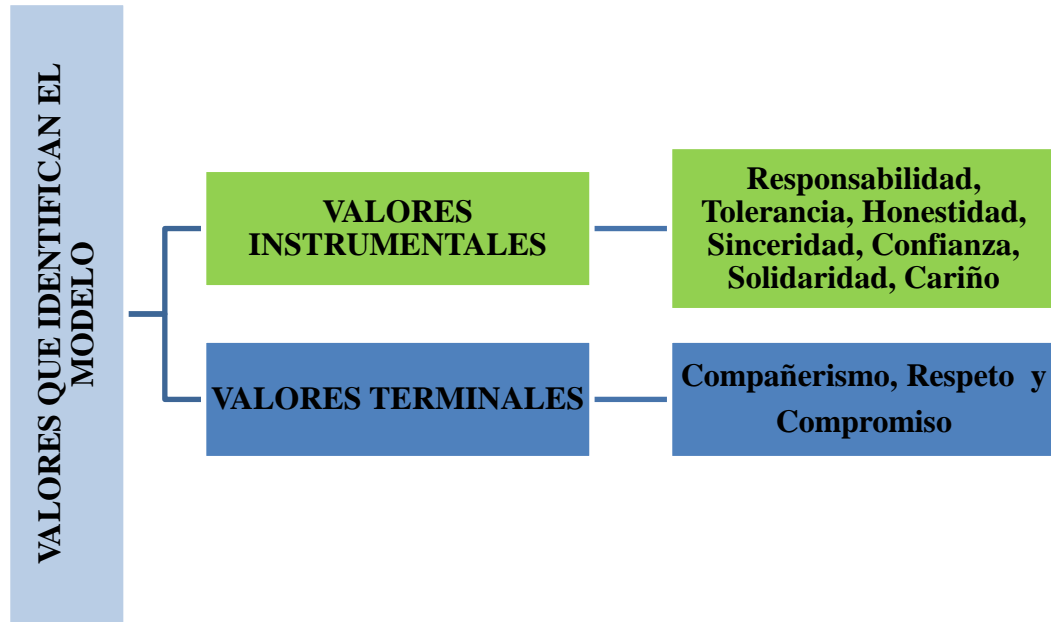 VALORES QUE IDENTIFICAN EL
MODELO
VALORES
INSTRUMENTALES
Responsabilidad,
Tolerancia, Honestidad,
Sinceridad, Confianza,
Solidaridad, Cariño
VALORES TERMINALES
Compañerismo, Respeto y
Compromiso